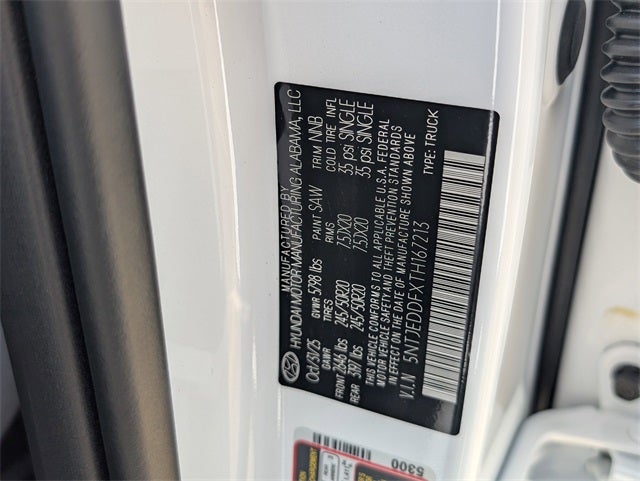 MANUFACTURED BY
HYUNDAI MOTOR MANUFACTURING ALABAMA, LLC
Oct/31/25 GVWR 5798 lbs PAINT SAW TRIM NNB
GAWR TIRES RIMS COLD TIRE INFL
FRONT 2646 lbs 245/50R20 7.5JX20 35 psi SINGLE
REAR 3197 lbs 245/50R20 7.5JX20 35 psi SINGLE
THIS VEHICLE CONFORMS TO ALL APPLICABLE U.S.A. FEDERAL
MOTOR VEHICLE SAFETY AND THEFT PREVENTION STANDARDS
IN EFFECT ON THE DATE OF MANUFACTURE SHOWN ABOVE
V.I.N 5NTJEDDFXTH167213 TYPE: TRUCK
5300